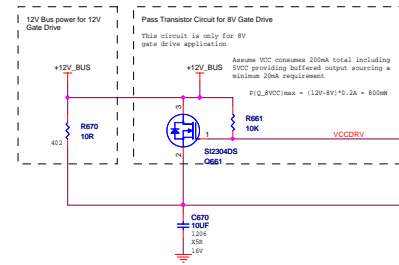 12V Bus power for 12V
Gate Drive
Pass Transistor Circuit for 8V Gate Drive
This circuit is only for 8V
gate drive application
Assume VCC consumes 200mA total including
5VCC providing buffered output sourcing a
minimum 20mA requirement
P(Q_8VCC)max = (12V-8V)*0.2A = 800mW
+12V_BUS
+12V_BUS
R670
10R
402
3
1
2
R661
10K
VCCDRV
SI2304DS
Q661
C670
10UF
1206
X5R
16V